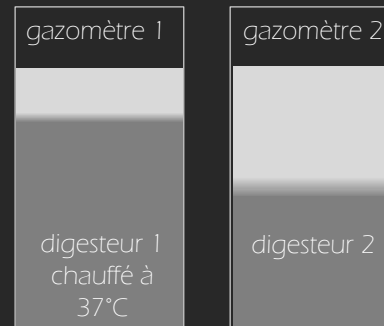 gazomètre 1
gazomètre 2
digesteur 1
chauffé à
37°C
digesteur 2